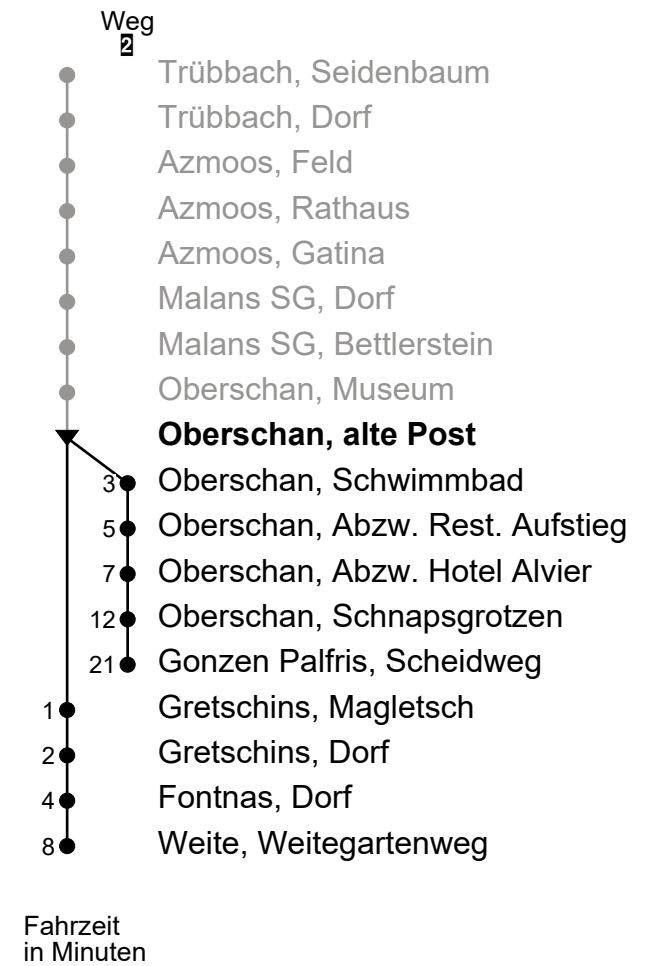 Weg
2
Trübbach, Seidenbaum
Trübbach, Dorf
Azmoos, Feld
Azmoos, Rathaus
Azmoos, Gatina
Malans SG, Dorf
Malans SG, Bettlerstein
Oberschan, Museum
Oberschan, alte Post
3 Oberschan, Schwimmbad
5 Oberschan, Abzw. Rest. Aufstieg
7 Oberschan, Abzw. Hotel Alvier
12 Oberschan, Schnapsgrotzen
21 Gonzen Palfris, Scheidweg
1 Gretschins, Magletsch
2 Gretschins, Dorf
4 Fontnas, Dorf
8 Weite, Weitegartenweg
Fahrzeit
in Minuten